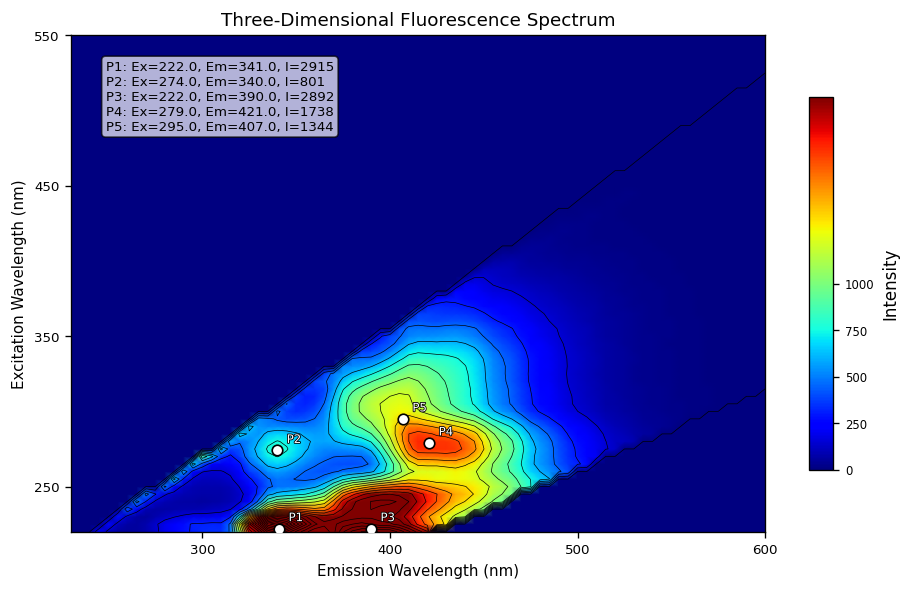 Three-Dimensional Fluorescence Spectrum
550
450
350
250
Excitation Wavelength (nm)
P1: Ex=222.0, Em=341.0, I=2915
P2: Ex=274.0, Em=340.0, I=801
P3: Ex=222.0, Em=390.0, I=2892
P4: Ex=279.0, Em=421.0, I=1738
P5: Ex=295.0, Em=407.0, I=1344
P5
P4
P2
P1
P3
300
400
500
600
Emission Wavelength (nm)
1000
750
500
250
0
Intensity